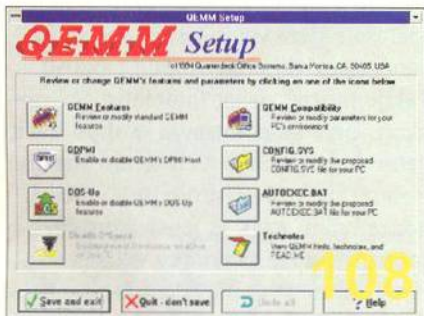 QEMM Setup
QEMM Setup
(c) 1994 Quarterdeck Office Systems, Santa Monica, CA, 90405, USA
Review or change QEMM's features and parameters by clicking on one of the icons below
QEMM Features
Review or modify standard QEMM
features
QEMM Compatibility
Review or modify parameters for your
PC's environment
QDPMI
Enable or disable QEMM's DPMI Host
CONFIG.SYS
Review or modify the proposed
CONFIG.SYS file for your PC
DOS-Up
Enable or disable QEMM's DOS-Up
features
AUTOEXEC.BAT
Review or modify the proposed
AUTOEXEC.BAT file for your PC
Technotes
View QEMM hints, technotes, and
READ.ME
108
Save and exit
Quit - don't save
Undo all
? Help